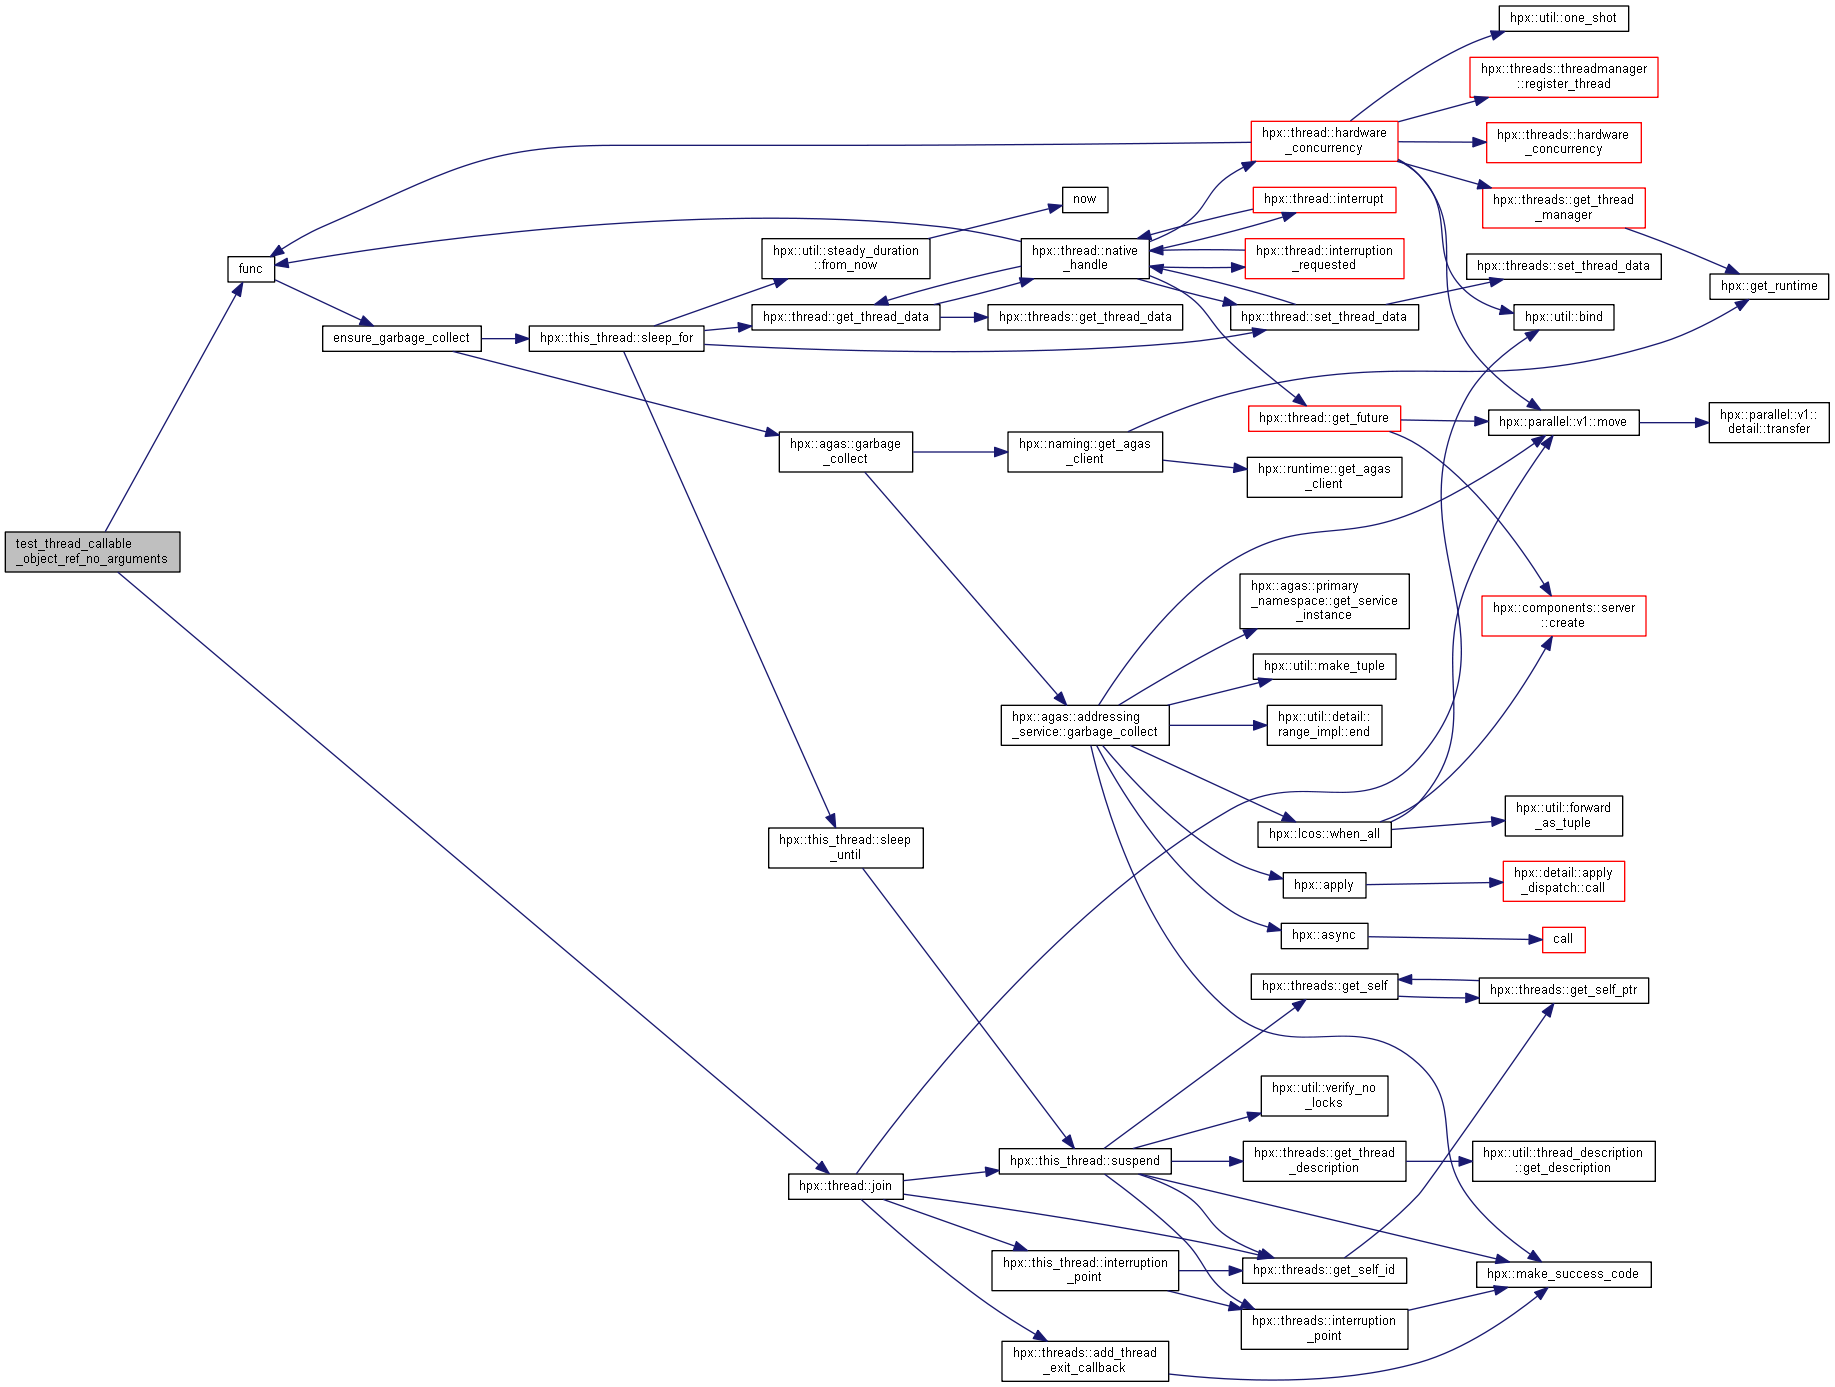 hpx::util::one_shot
hpx::threads::threadmanager
::register_thread
hpx::thread::hardware
_concurrency
hpx::threads::hardware
_concurrency
now
hpx::thread::interrupt
hpx::threads::get_thread
_manager
func
hpx::util::steady_duration
::from_now
hpx::thread::native
_handle
hpx::thread::interruption
_requested
hpx::threads::set_thread_data
hpx::get_runtime
ensure_garbage_collect
hpx::this_thread::sleep_for
hpx::thread::get_thread_data
hpx::threads::get_thread_data
hpx::thread::set_thread_data
hpx::util::bind
hpx::thread::get_future
hpx::parallel::v1::move
hpx::parallel::v1::
detail::transfer
hpx::agas::garbage
_collect
hpx::naming::get_agas
_client
hpx::runtime::get_agas
_client
test_thread_callable
_object_ref_no_arguments
hpx::agas::primary
_namespace::get_service
_instance
hpx::components::server
::create
hpx::util::make_tuple
hpx::agas::addressing
_service::garbage_collect
hpx::util::detail::
range_impl::end
hpx::this_thread::sleep
_until
hpx::lcos::when_all
hpx::util::forward
_as_tuple
hpx::apply
hpx::detail::apply
_dispatch::call
hpx::async
call
hpx::threads::get_self
hpx::threads::get_self_ptr
hpx::util::verify_no
_locks
hpx::this_thread::suspend
hpx::threads::get_thread
_description
hpx::util::thread_description
::get_description
hpx::thread::join
hpx::this_thread::interruption
_point
hpx::threads::get_self_id
hpx::make_success_code
hpx::threads::interruption
_point
hpx::threads::add_thread
_exit_callback